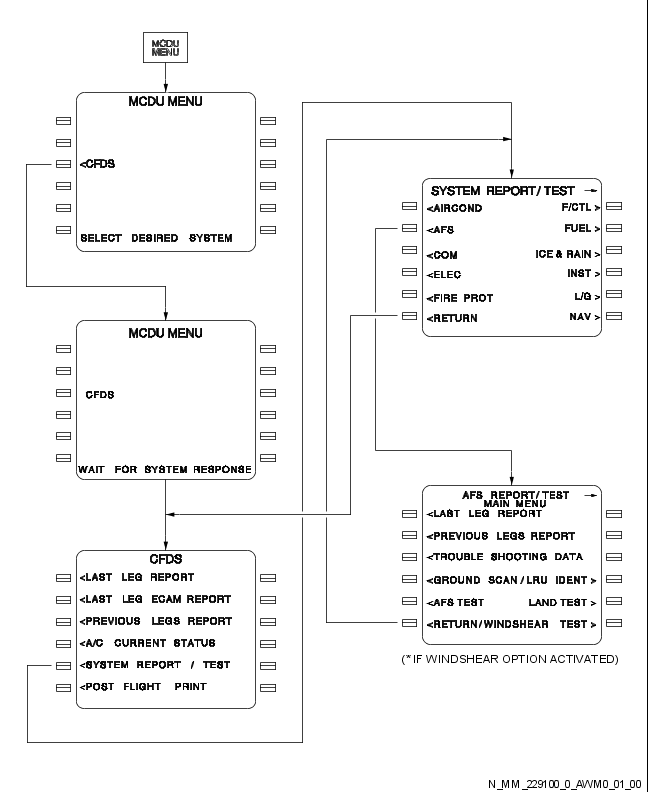 MCDU
MENU
MCDU MENU
<CFDS
SELECT DESIRED SYSTEM
MCDU MENU
CFDS
WAIT FOR SYSTEM RESPONSE
CFDS
<LAST LEG REPORT
<LAST LEG ECAM REPORT
<PREVIOUS LEGS REPORT
<A/C CURRENT STATUS
<SYSTEM REPORT / TEST
<POST FLIGHT PRINT
SYSTEM REPORT/ TEST →
<AIRCOND F/CTL >
<AFS FUEL >
<COM ICE & RAIN >
<ELEC INST >
<FIRE PROT L/G >
<RETURN NAV >
AFS REPORT/ TEST →
MAIN MENU
<LAST LEG REPORT
<PREVIOUS LEGS REPORT
<TROUBLE SHOOTING DATA
<GROUND SCAN / LRU IDENT >
<AFS TEST LAND TEST >
<RETURN/WINDSHEAR TEST >
(* IF WINDSHEAR OPTION ACTIVATED)
N_MM_229100_0_AVM0_01_00